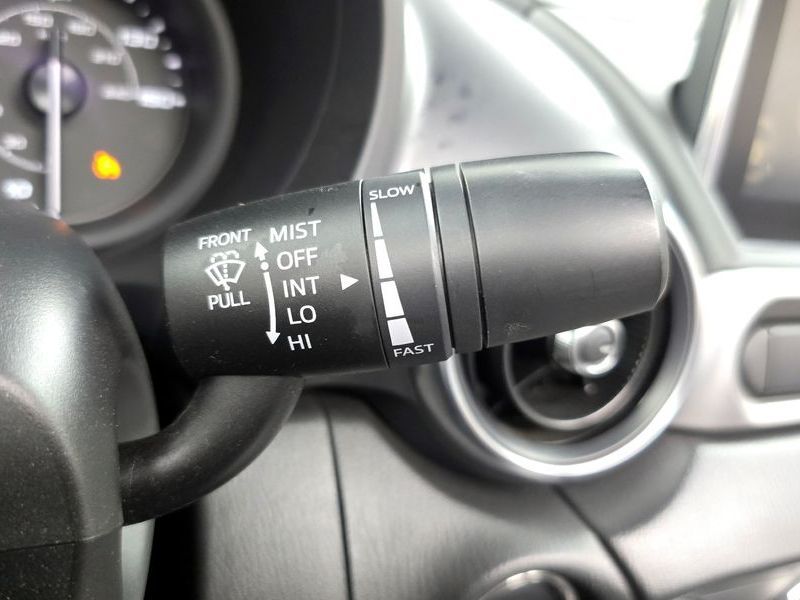 SLOW
FRONT
MIST
OFF
INT
PULL
LO
HI
FAST